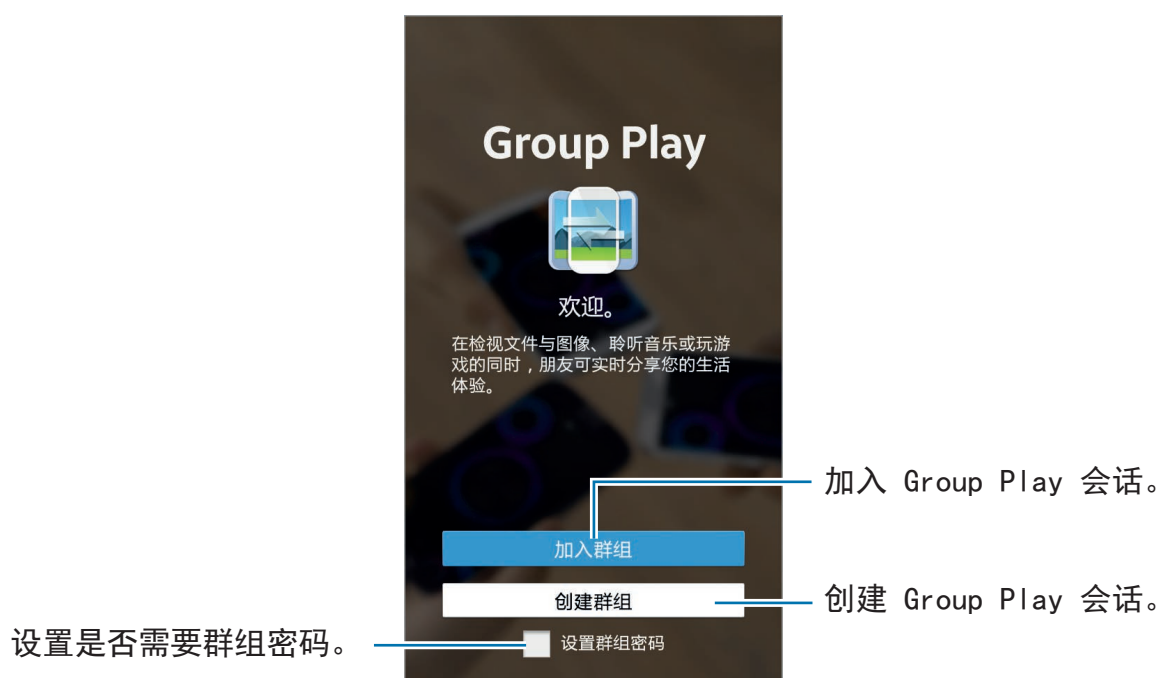 Group Play
欢迎。
在检视文件与图像、聆听音乐或玩游
戏的同时，朋友可实时分享您的生活
体验。
加入 Group Play 会话。
加入群组
创建群组
创建 Group Play 会话。
设置是否需要群组密码。
设置群组密码